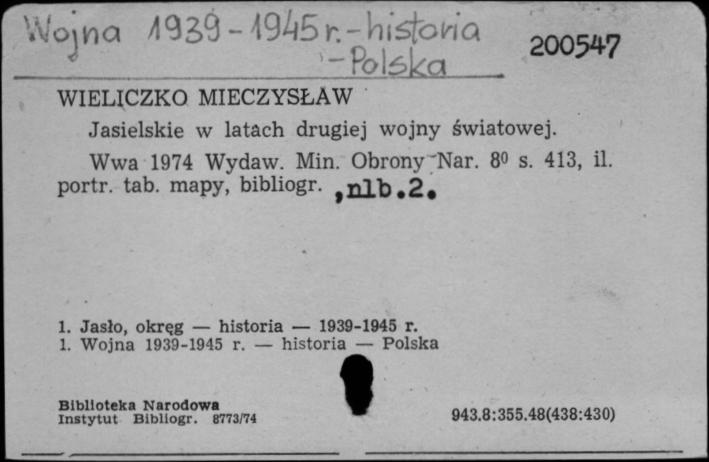 Wojna 1939-1945 r. - historia
- Polska
200547
WIELICZKO MIECZYSŁAW
Jasielskie w latach drugiej wojny światowej.
Wwa 1974 Wydaw. Min. Obrony Nar. 8⁰ s. 413, il.
portr. tab. mapy, bibliogr. ,nlb.2.
1. Jasło, okręg — historia — 1939-1945 r.
1. Wojna 1939-1945 r. — historia — Polska
Biblioteka Narodowa
Instytut Bibliogr. 8773/74
943.8:355.48(438:430)